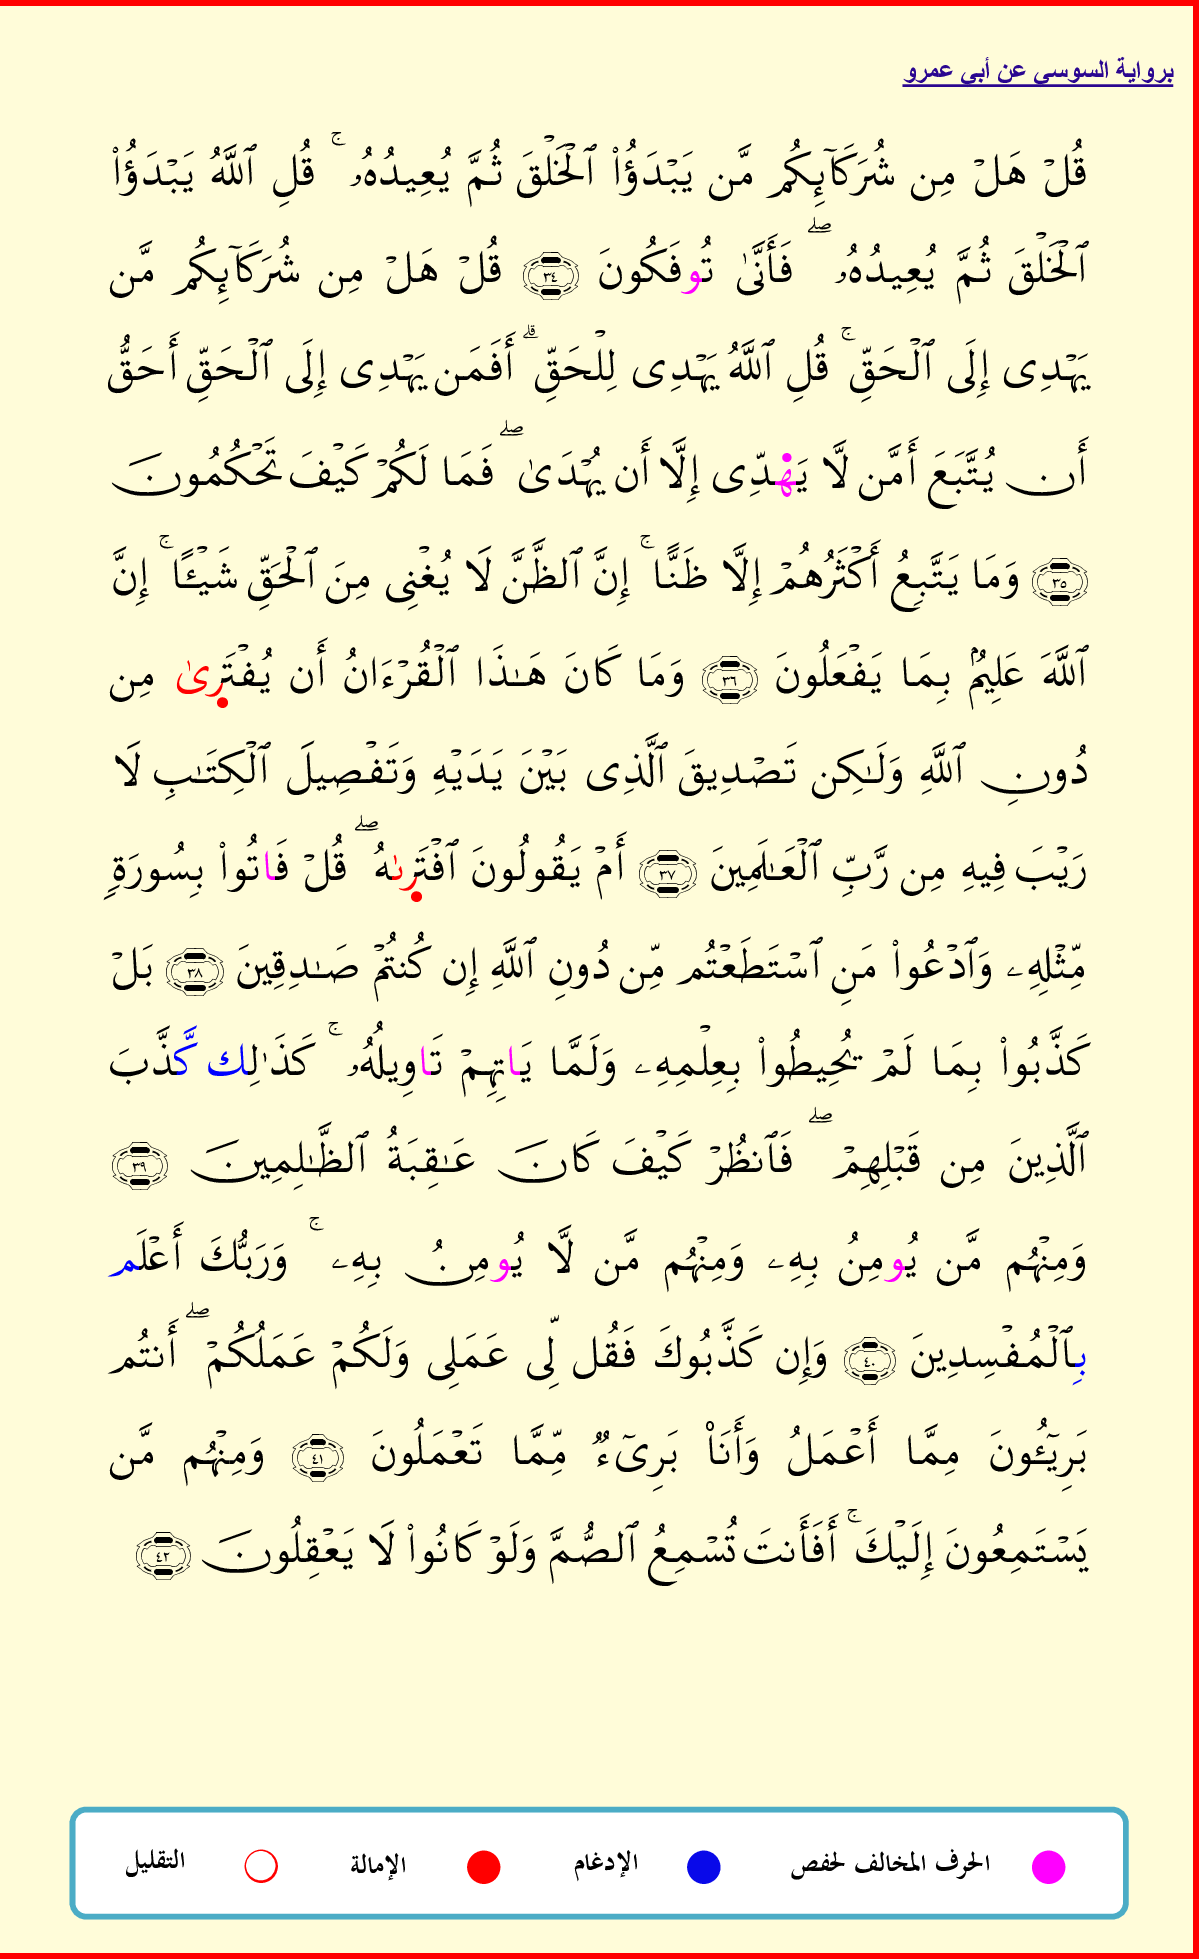 برواية السوسي عن أبي عمرو
قُلۡ هَلۡ مِن شُرَكَآئِكُم مَّن يَبۡدَؤُاْ ٱلۡخَلۡقَ ثُمَّ يُعِيدُهُۥ ۚ قُلِ ٱللَّهُ يَبۡدَؤُاْ
ٱلۡخَلۡقَ ثُمَّ يُعِيدُهُۥ ۖ فَأَنَّىٰ تُوفَكُونَ ٣٤ قُلۡ هَلۡ مِن شُرَكَآئِكُم مَّن
يَهۡدِى إِلَى ٱلۡحَقِّ ۚ قُلِ ٱللَّهُ يَهۡدِى لِلۡحَقِّ ۗ أَفَمَن يَهۡدِى إِلَى ٱلۡحَقِّ أَحَقُّ
أَن يُتَّبَعَ أَمَّن لَّا يَهَدِّى إِلَّا أَن يُهۡدَىٰ ۖ فَمَا لَكُمۡ كَيۡفَ تَحۡكُمُونَ
٣٥ وَمَا يَتَّبِعُ أَكۡثَرُهُمۡ إِلَّا ظَنًّا ۚ إِنَّ ٱلظَّنَّ لَا يُغۡنِى مِنَ ٱلۡحَقِّ شَيۡـًٔا ۚ إِنَّ
ٱللَّهَ عَلِيمُۢ بِمَا يَفۡعَلُونَ ٣٦ وَمَا كَانَ هَـٰذَا ٱلۡقُرۡءَانُ أَن يُفۡتَرِىٰ مِن
دُونِ ٱللَّهِ وَلَـٰكِن تَصۡدِيقَ ٱلَّذِى بَيۡنَ يَدَيۡهِ وَتَفۡصِيلَ ٱلۡكِتَـٰبِ لَا
رَيۡبَ فِيهِ مِن رَّبِّ ٱلۡعَـٰلَمِينَ ٣٧ أَمۡ يَقُولُونَ ٱفۡتَرِىٰهُ ۖ قُلۡ فَاتُواْ بِسُورَةٍ
مِّثۡلِهِۦ وَٱدۡعُواْ مَنِ ٱسۡتَطَعۡتُم مِّن دُونِ ٱللَّهِ إِن كُنتُمۡ صَـٰدِقِينَ ٣٨ بَلۡ
كَذَّبُواْ بِمَا لَمۡ يُحِيطُواْ بِعِلۡمِهِۦ وَلَمَّا يَاتِهِمۡ تَاوِيلُهُۥ ۚ كَذَٰلِك كَّذَّبَ
ٱلَّذِينَ مِن قَبۡلِهِمۡ ۖ فَٱنظُرۡ كَيۡفَ كَانَ عَـٰقِبَةُ ٱلظَّـٰلِمِينَ ٣٩
وَمِنۡهُم مَّن يُومِنُ بِهِۦ وَمِنۡهُم مَّن لَّا يُومِنُ بِهِۦ ۚ وَرَبُّكَ أَعۡلَم
بِٱلۡمُفۡسِدِينَ ٤٠ وَإِن كَذَّبُوكَ فَقُل لِّى عَمَلِى وَلَكُمۡ عَمَلُكُمۡ ۖ أَنتُم
بَرِيٓـُٔونَ مِمَّا أَعۡمَلُ وَأَنَا۠ بَرِىٓءٌ مِّمَّا تَعۡمَلُونَ ٤١ وَمِنۡهُم مَّن
يَسۡتَمِعُونَ إِلَيۡكَ ۚ أَفَأَنتَ تُسۡمِعُ ٱلصُّمَّ وَلَوۡ كَانُواْ لَا يَعۡقِلُونَ ٤٢
الحرف المخالف لحفص الإدغام الإمالة التقليل